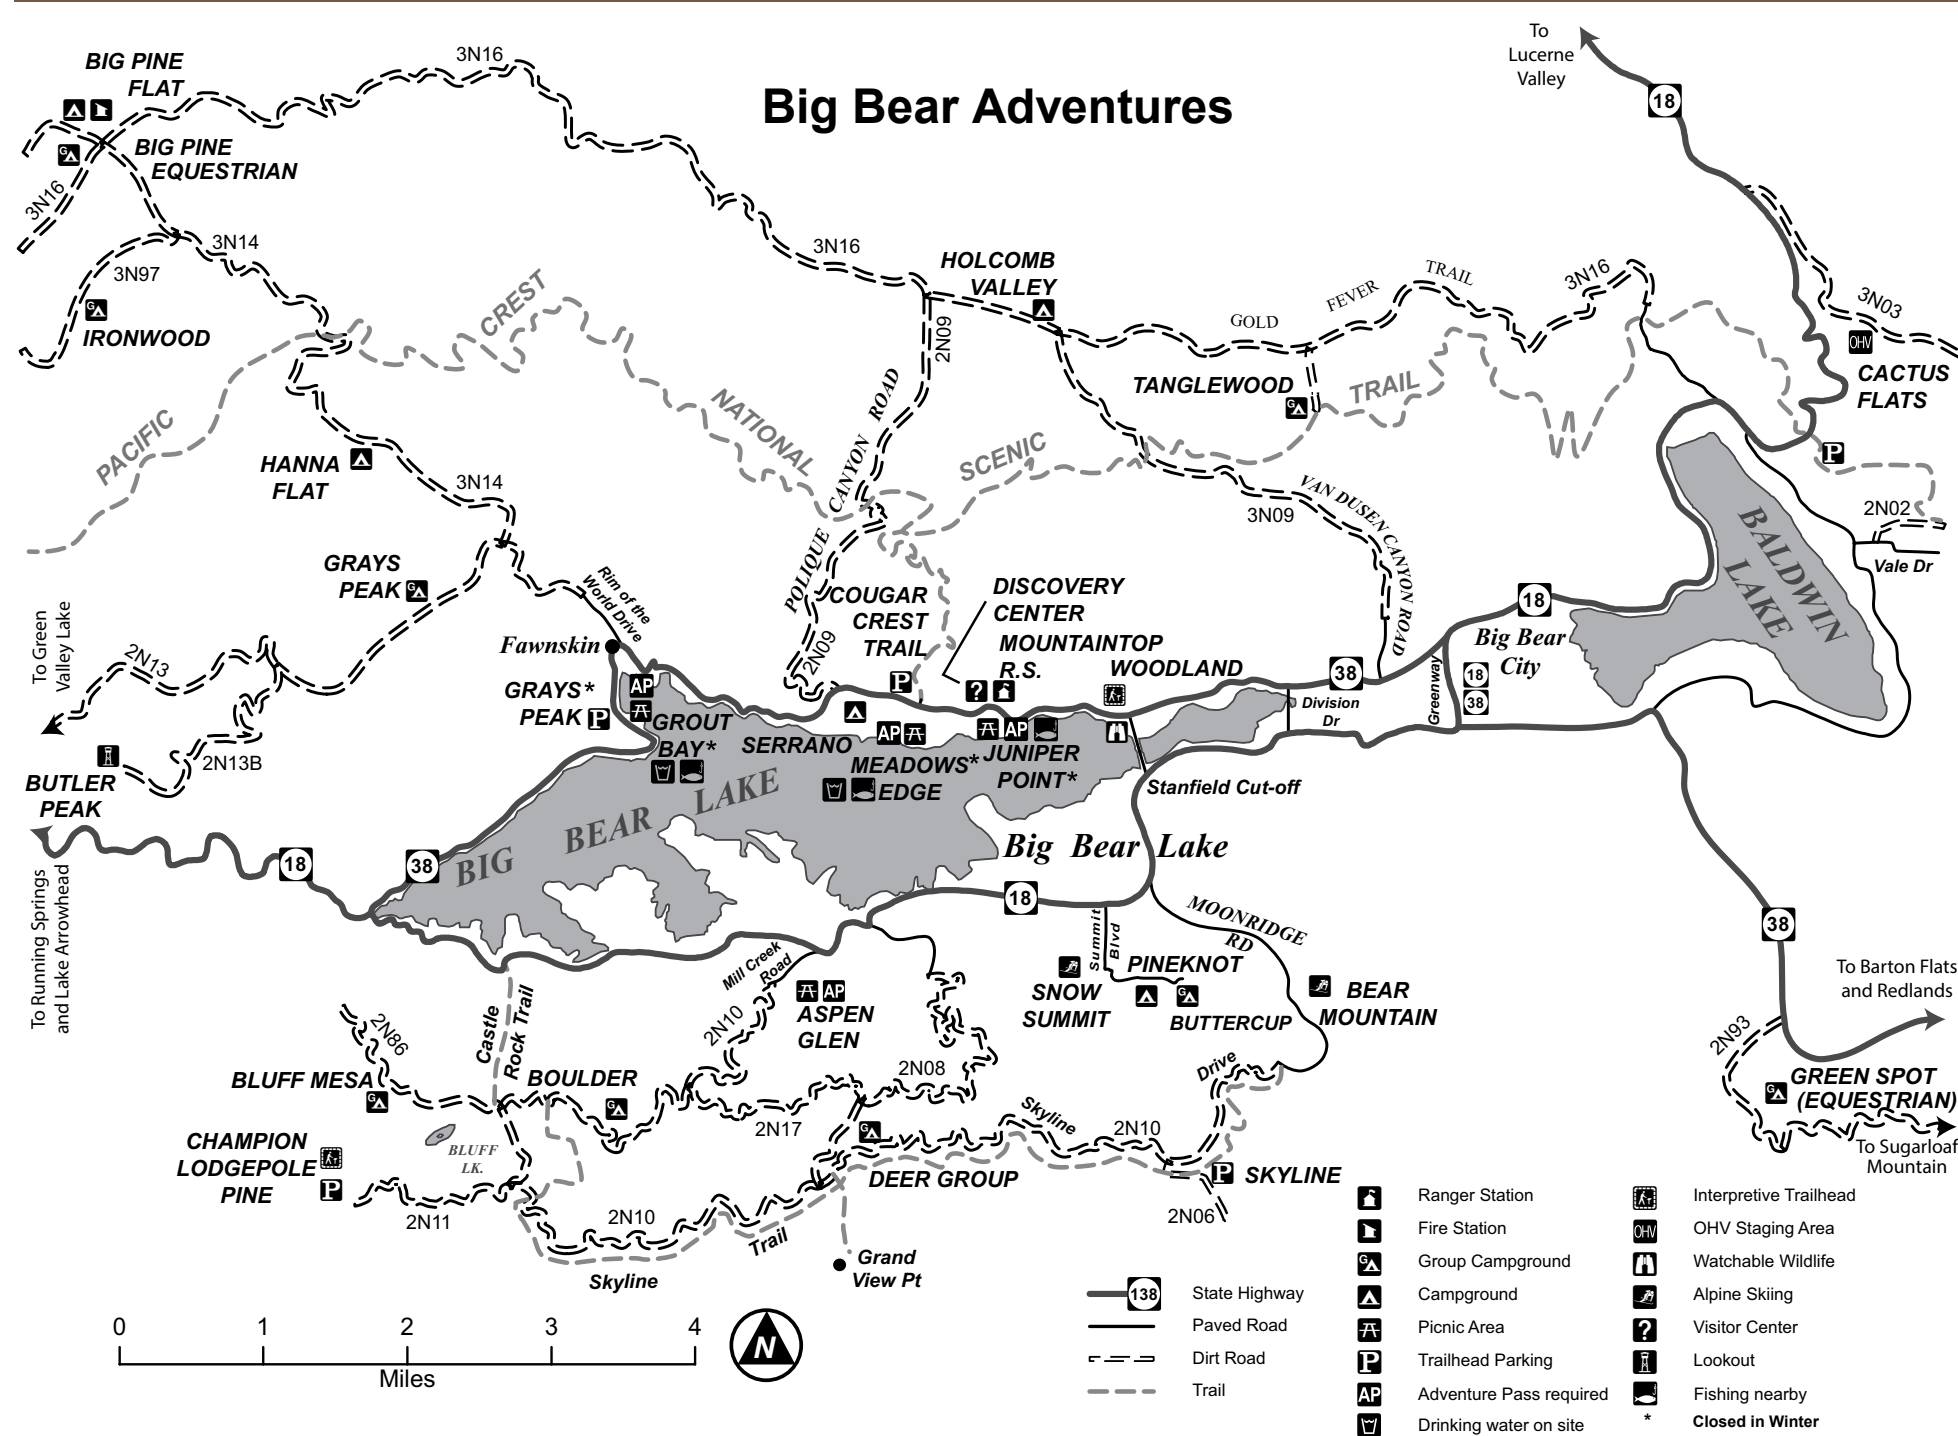 Big Bear Adventures
To
Lucerne
Valley
18
BIG PINE
FLAT
3N16
BIG PINE
EQUESTRIAN
3N16
3N14
3N97
IRONWOOD
3N16
HOLCOMB
VALLEY
2N09
GOLD FEVER TRAIL
3N16
3N03
OHV
CACTUS
FLATS
PACIFIC CREST NATIONAL SCENIC TRAIL
TANGLEWOOD
HANNA
FLAT
3N14
POLIQUE CANYON ROAD
VAN DUSEN CANYON ROAD
3N09
P
2N02
Vale Dr
BALDWIN
LAKE
GRAYS
PEAK
Rim of the
World Drive
To Green
Valley Lake
2N13
Fawnskin
2N09
COUGAR
CREST
TRAIL
P
DISCOVERY
CENTER
?
MOUNTAINTOP
R.S.
WOODLAND
38
18
Big Bear
City
Division
Dr
Greenway
18
38
GRAYS*
PEAK
P
AP
GROUT
BAY*
SERRANO
AP
MEADOWS*
EDGE
AP
JUNIPER
POINT*
Stanfield Cut-off
2N13B
BUTLER
PEAK
18
38
BIG BEAR LAKE
Big Bear Lake
18
To Running Springs
and Lake Arrowhead
MOONRIDGE
RD
Summit
Blvd
38
To Barton Flats
and Redlands
Mill Creek
Road
AP
ASPEN
GLEN
SNOW
SUMMIT
PINEKNOT
BUTTERCUP
BEAR
MOUNTAIN
2N93
GREEN SPOT
(EQUESTRIAN)
To Sugarloaf
Mountain
2N86
Castle
Rock Trail
2N10
BLUFF MESA
BOULDER
2N08
Drive
2N17
Skyline
2N10
CHAMPION
LODGEPOLE
PINE
P
BLUFF
LK.
DEER GROUP
P
SKYLINE
2N06
2N11
2N10
Trail
Skyline
Grand
View Pt
0 1 2 3 4
Miles
N
138 State Highway
Paved Road
Dirt Road
Trail
Ranger Station
Fire Station
G Group Campground
Campground
Picnic Area
P Trailhead Parking
AP Adventure Pass required
Drinking water on site
Interpretive Trailhead
OHV OHV Staging Area
Watchable Wildlife
Alpine Skiing
? Visitor Center
Lookout
Fishing nearby
* Closed in Winter